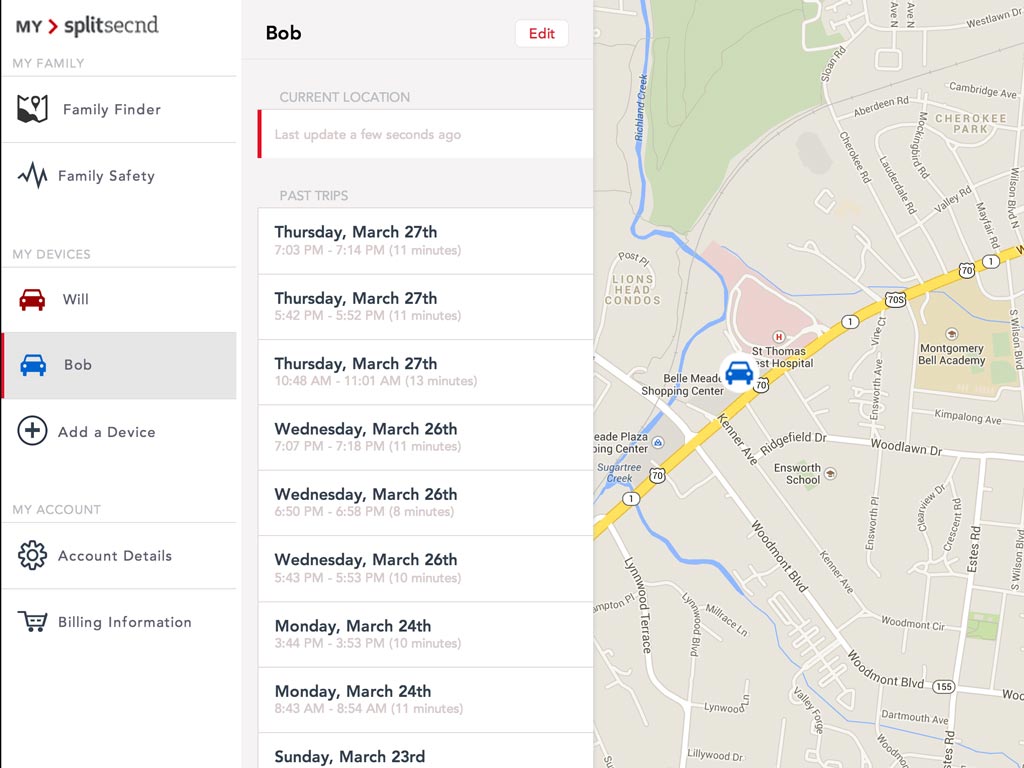 MY > splitsecnd
MY FAMILY
Family Finder
Family Safety
MY DEVICES
Will
Bob
Add a Device
MY ACCOUNT
Account Details
Billing Information
Bob
Edit
CURRENT LOCATION
Last update a few seconds ago
PAST TRIPS
Thursday, March 27th
7:03 PM - 7:14 PM (11 minutes)
Thursday, March 27th
5:42 PM - 5:52 PM (11 minutes)
Thursday, March 27th
10:48 AM - 11:01 AM (13 minutes)
Wednesday, March 26th
7:07 PM - 7:18 PM (11 minutes)
Wednesday, March 26th
6:50 PM - 6:58 PM (8 minutes)
Wednesday, March 26th
5:43 PM - 5:53 PM (10 minutes)
Monday, March 24th
3:44 PM - 3:53 PM (10 minutes)
Monday, March 24th
8:43 AM - 8:54 AM (11 minutes)
Sunday, March 23rd
Ave N
Ave N
Westlawn Dr
Sloan Rd
Richland Creek
Cambridge Ave
Aberdeen Rd
CHEROKEE
PARK
Mockingbird Rd
Cherokee Rd
Lauderdale Rd
Wilson Blvd N
Valley Rd
Mayfair Rd
Post Pl
LIONS
HEAD
CONDOS
1
70
70S
1
H
St Thomas
est Hospital
Vine Ct
S Wilson Blvd
Montgomery
Bell Academy
Belle Meade
Shopping Center
70
Ensworth Ave
Kimpalong Ave
Kenner Ave
Ridgefield Dr
Woodlawn Dr
eade Plaza
ping Center
Sugartree
Creek
70
1
Ensworth
School
Clearview Dr
Crescent Rd
Ensworth Pl
Estes Rd
S Wilson B
Woodmont Blvd
Kenner Ave
Lynnwood Terrace
ampton Pl
Lynnwood Blvd
Millrace Ln
Woodmont Cir
Woodmont Blvd
155
Woo
Valley Forge
Lynwood Ln
Dartmouth Ave
Woodmont
Estes Rd
Lillywood Dr